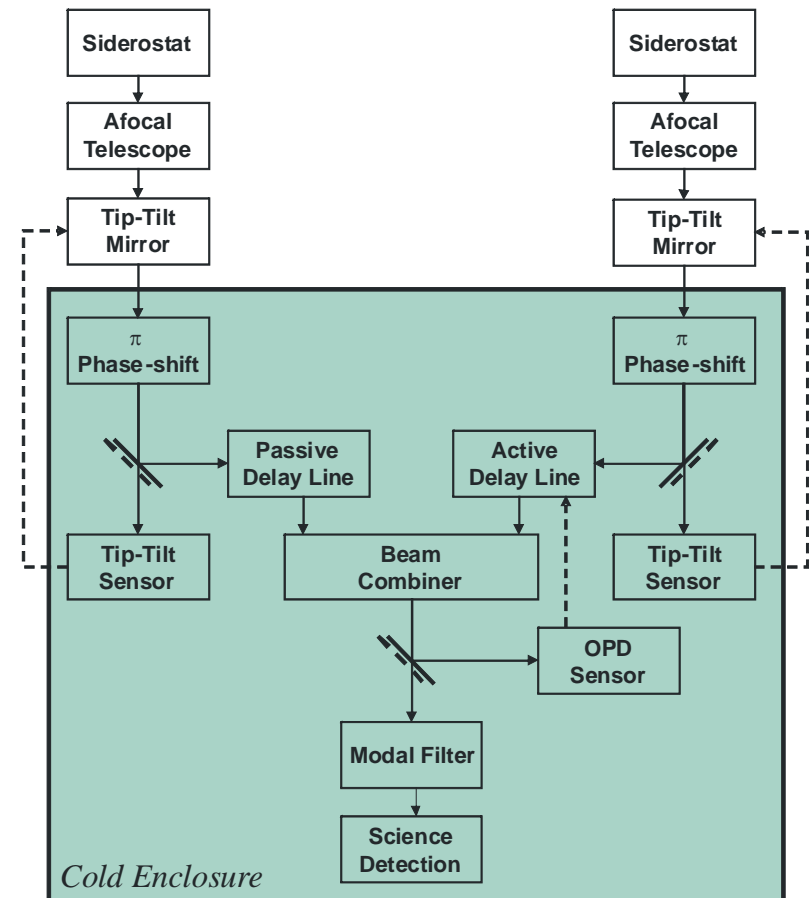 Siderostat
Siderostat
Afocal
Telescope
Afocal
Telescope
Tip-Tilt
Mirror
Tip-Tilt
Mirror
π
Phase-shift
π
Phase-shift
Passive
Delay Line
Active
Delay Line
Tip-Tilt
Sensor
Beam
Combiner
Tip-Tilt
Sensor
OPD
Sensor
Modal Filter
Science
Detection
Cold Enclosure